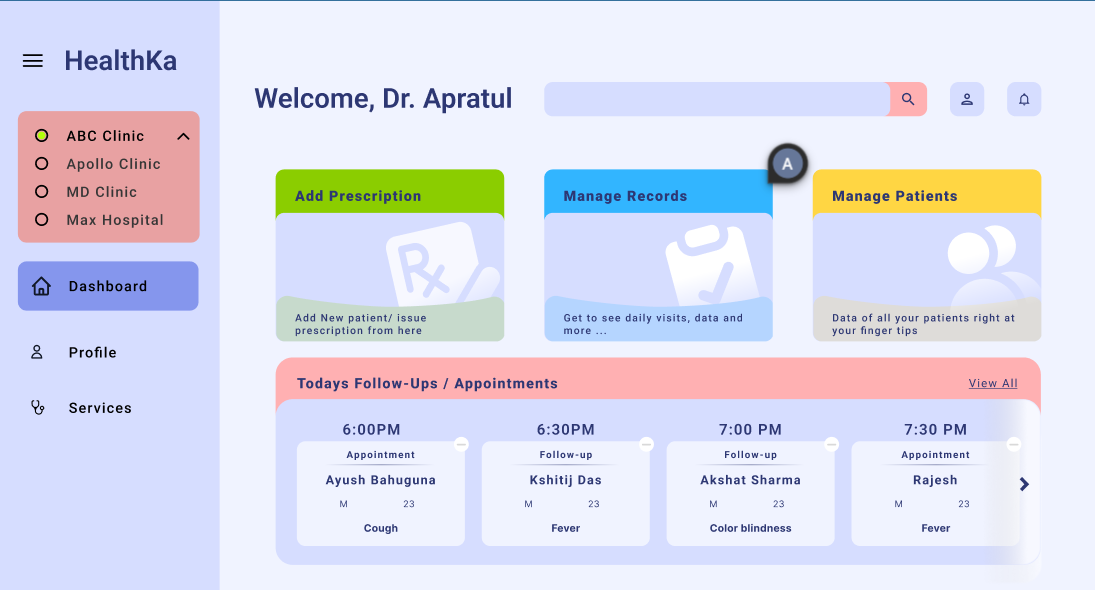 HealthKa
ABC Clinic
Apollo Clinic
MD Clinic
Max Hospital
Dashboard
Profile
Services
Welcome, Dr. Apratul
A
Add Prescription
Rx
Add New patient/ issue
prescription from here
Manage Records
Get to see daily visits, data and
more ...
Manage Patients
Data of all your patients right at
your finger tips
Todays Follow-Ups / Appointments
View All
6:00PM
Appointment
Ayush Bahuguna
M 23
Cough
6:30PM
Follow-up
Kshitij Das
M 23
Fever
7:00 PM
Follow-up
Akshat Sharma
M 23
Color blindness
7:30 PM
Appointment
Rajesh
M 23
Fever